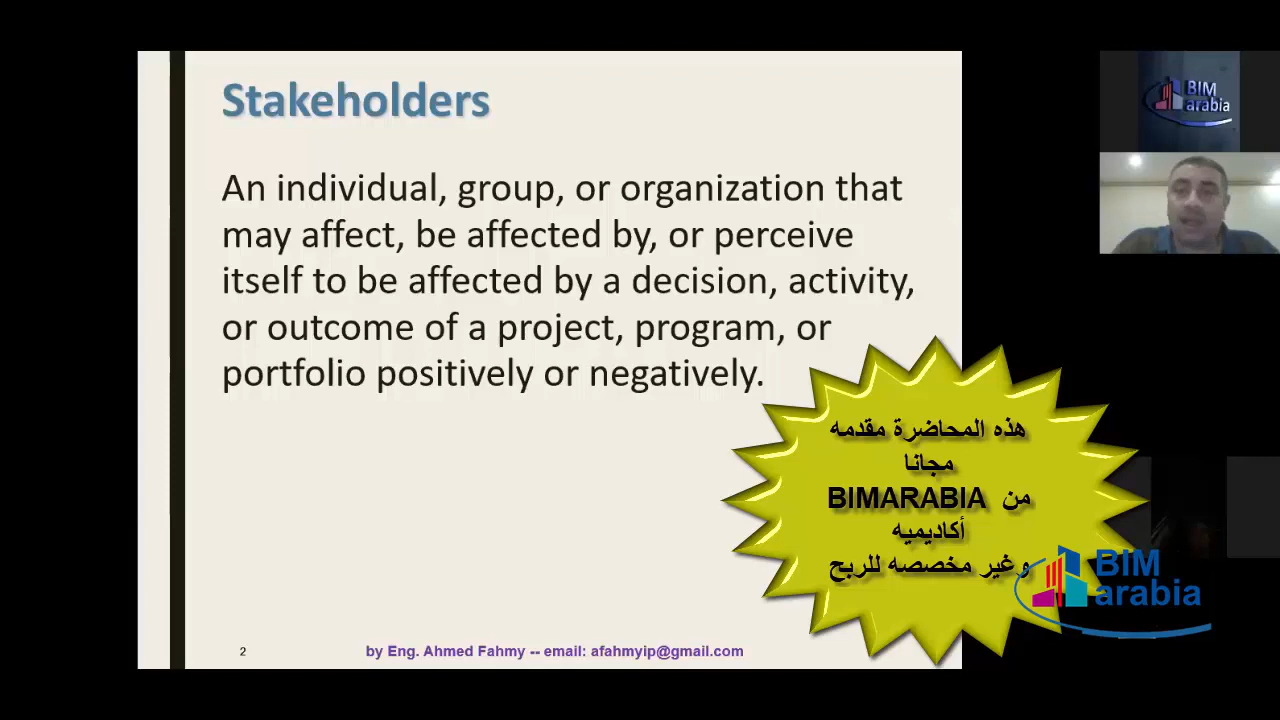 Stakeholders
An individual, group, or organization that
may affect, be affected by, or perceive
itself to be affected by a decision, activity,
or outcome of a project, program, or
portfolio positively or negatively.
هذه المحاضرة مقدمه
مجانا
من BIMARABIA
أكاديميه
وغير مخصصه للربح
BIM
arabia
2
by Eng. Ahmed Fahmy -- email: afahmyip@gmail.com
BIM
arabia